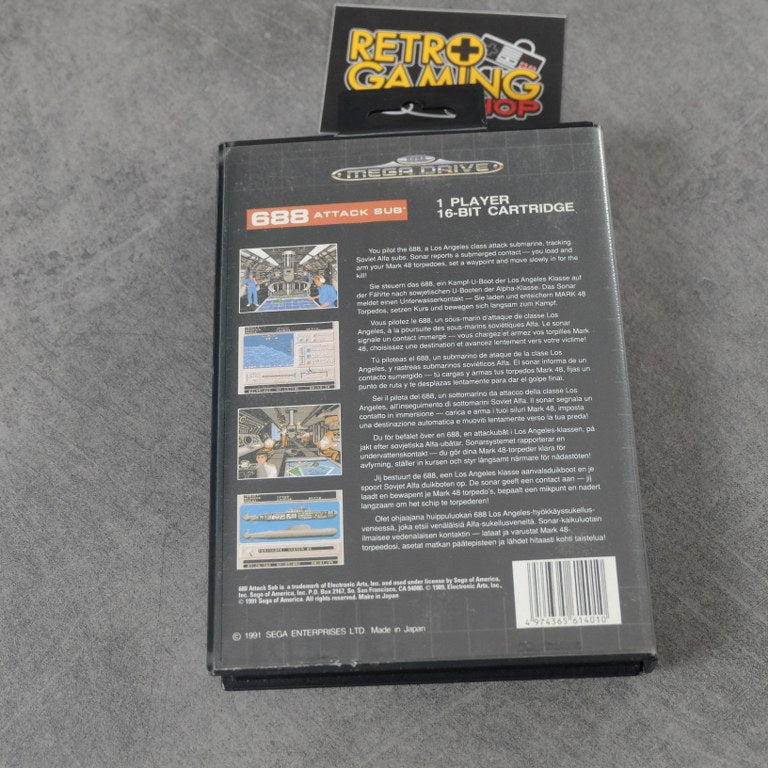 RETRO
GAMING
SHOP
SEGA
MEGA DRIVE
688 ATTACK SUB
1 PLAYER
16-BIT CARTRIDGE
You pilot the 688, a Los Angeles class attack submarine, tracking
Soviet Alfa subs. Sonar reports a submerged contact — you load and
arm your Mark 48 torpedoes, set a waypoint and move slowly in for the
kill!
Sie steuern das 688, ein Kampf-U-Boot der Los Angeles Klasse auf
der Fährte nach sowjetischen U-Booten der Alpha-Klasse. Das Sonar
meldet einen Unterwasserkontakt — Sie laden und entsichern MARK 48
Torpedos, setzen Kurs und bewegen sich langsam zum Kampf.
Vous pilotez le 688, un sous-marin d'attaque de classe Los
Angeles, à la poursuite des sous-marins soviétiques Alfa. Le sonar
signale un contact immergé — vous chargez et armez vos torpilles Mark
48, choisissez une destination et avancez lentement vers votre victime!
Tú piloteas el 688, un submarino de ataque de la clase Los
Angeles, y rastreas submarinos soviéticos Alfa. El sonar informa de un
contacto sumergido — tú cargas y armas tus torpedos Mark 48, fijas un
punto de ruta y te desplazas lentamente para dar el golpe final.
Sei il pilota del 688, un sottomarino da attacco della classe Los
Angeles, all'inseguimento di sottomarini Soviet Alfa. Il sonar segnala un
contatto in immersione — carica e arma i tuoi siluri Mark 48, imposta
una destinazione automatica e muoviti lentamente verso la tua preda!
Du för befälet över en 688, en attackubåt i Los Angeles-klassen, på
jakt efter sovjetiska Alfa-ubåtar. Sonarsystemet rapporterar en
undervattenskontakt — du gör dina Mark 48-torpeder klara för
avfyrning, ställer in kursen och styr långsamt närmare för nådastöten!
Jij bestuurt de 688, een Los Angeles klasse aanvalsduikboot en je
spoort Sovjet Alfa duikboten op. De sonar geeft contact aan — jij
laadt en bewapent je Mark 48 torpedo's, bepaalt een mikpunt en nadert
langzaam om het schip te torpederen!
Olet ohjaajana huippuluokan 688 Los Angeles-hyökkäyssukellus-
veneessä, joka etsii venäläisiä Alfa-sukellusveneitä. Sonar-kaikuluotain
ilmaisee vedenalaisen kontaktin — lataat ja varustat Mark 48-
torpeedosi, asetat matkan päätepisteen ja lähdet hitaasti kohti taistelua!
688 Attack Sub is a trademark of Electronic Arts, Inc. and used under license by Sega of America,
Inc. Sega of America, Inc. P.O. Box 2167, So. San Francisco, CA 94080. © 1989, Electronic Arts, Inc.,
© 1991 Sega of America. All rights reserved. Made in Japan
© 1991 SEGA ENTERPRISES LTD. Made in Japan
4 974365 614010